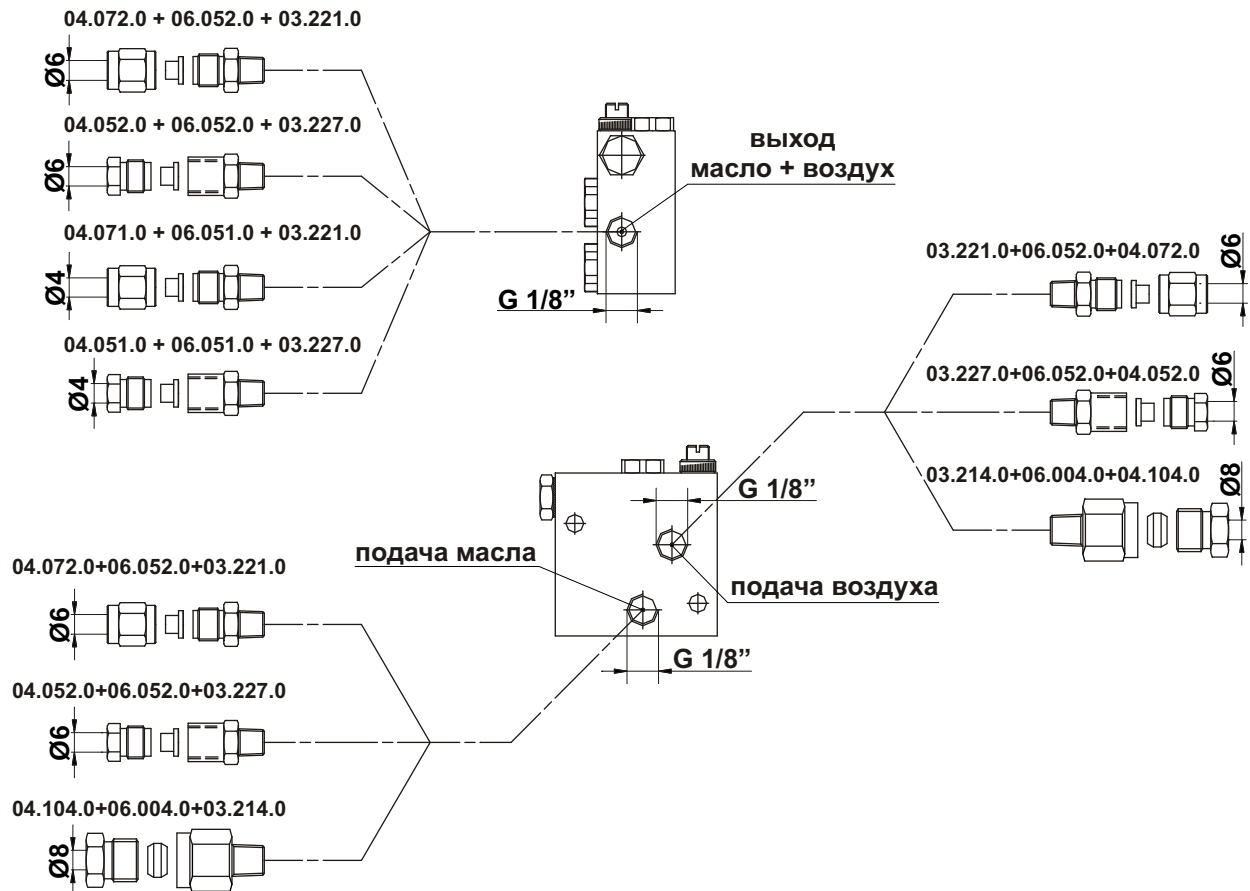 04.072.0 + 06.052.0 + 03.221.0
Ø6
04.052.0 + 06.052.0 + 03.227.0
Ø6
04.071.0 + 06.051.0 + 03.221.0
Ø4
04.051.0 + 06.051.0 + 03.227.0
Ø4
выход
масло + воздух
G 1/8”
03.221.0+06.052.0+04.072.0
Ø6
03.227.0+06.052.0+04.052.0
Ø6
03.214.0+06.004.0+04.104.0
Ø8
G 1/8”
подача масла
подача воздуха
G 1/8”
04.072.0+06.052.0+03.221.0
Ø6
04.052.0+06.052.0+03.227.0
Ø6
04.104.0+06.004.0+03.214.0
Ø8